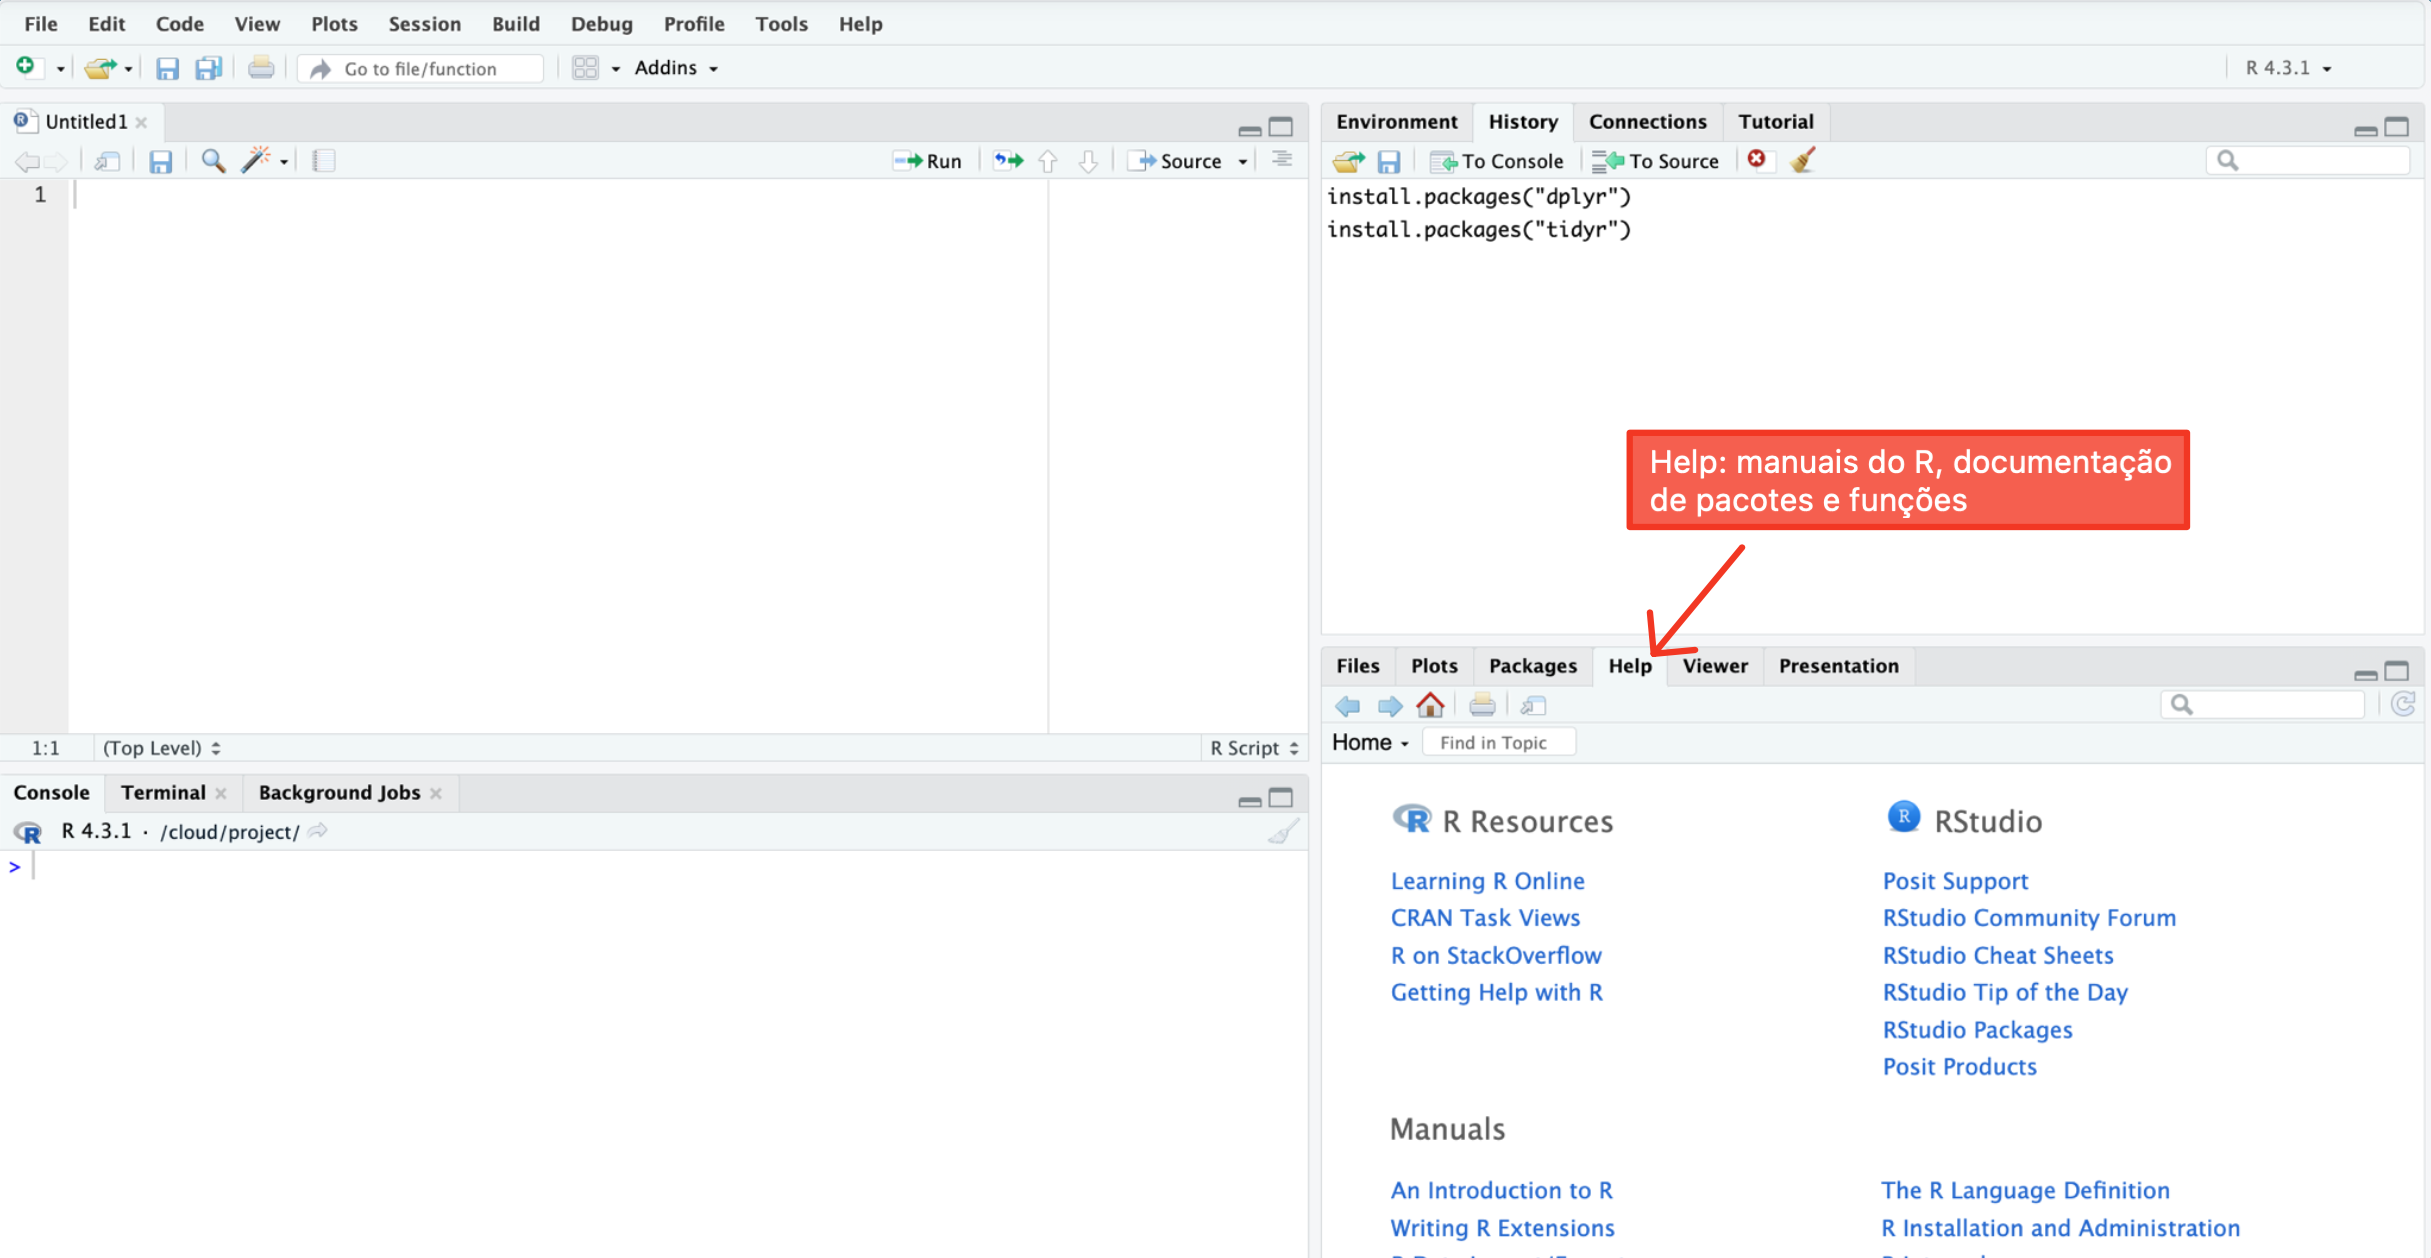 File Edit Code View Plots Session Build Debug Profile Tools Help
Go to file/function Addins R 4.3.1
Untitled1
Run Source
1
1:1 (Top Level) R Script
Console Terminal Background Jobs
R 4.3.1 · /cloud/project/
>
Environment History Connections Tutorial
To Console To Source
install.packages("dplyr")
install.packages("tidyr")
Help: manuais do R, documentação
de pacotes e funções
Files Plots Packages Help Viewer Presentation
Home Find in Topic
R Resources
Learning R Online
CRAN Task Views
R on StackOverflow
Getting Help with R
RStudio
Posit Support
RStudio Community Forum
RStudio Cheat Sheets
RStudio Tip of the Day
RStudio Packages
Posit Products
Manuals
An Introduction to R
Writing R Extensions
The R Language Definition
R Installation and Administration